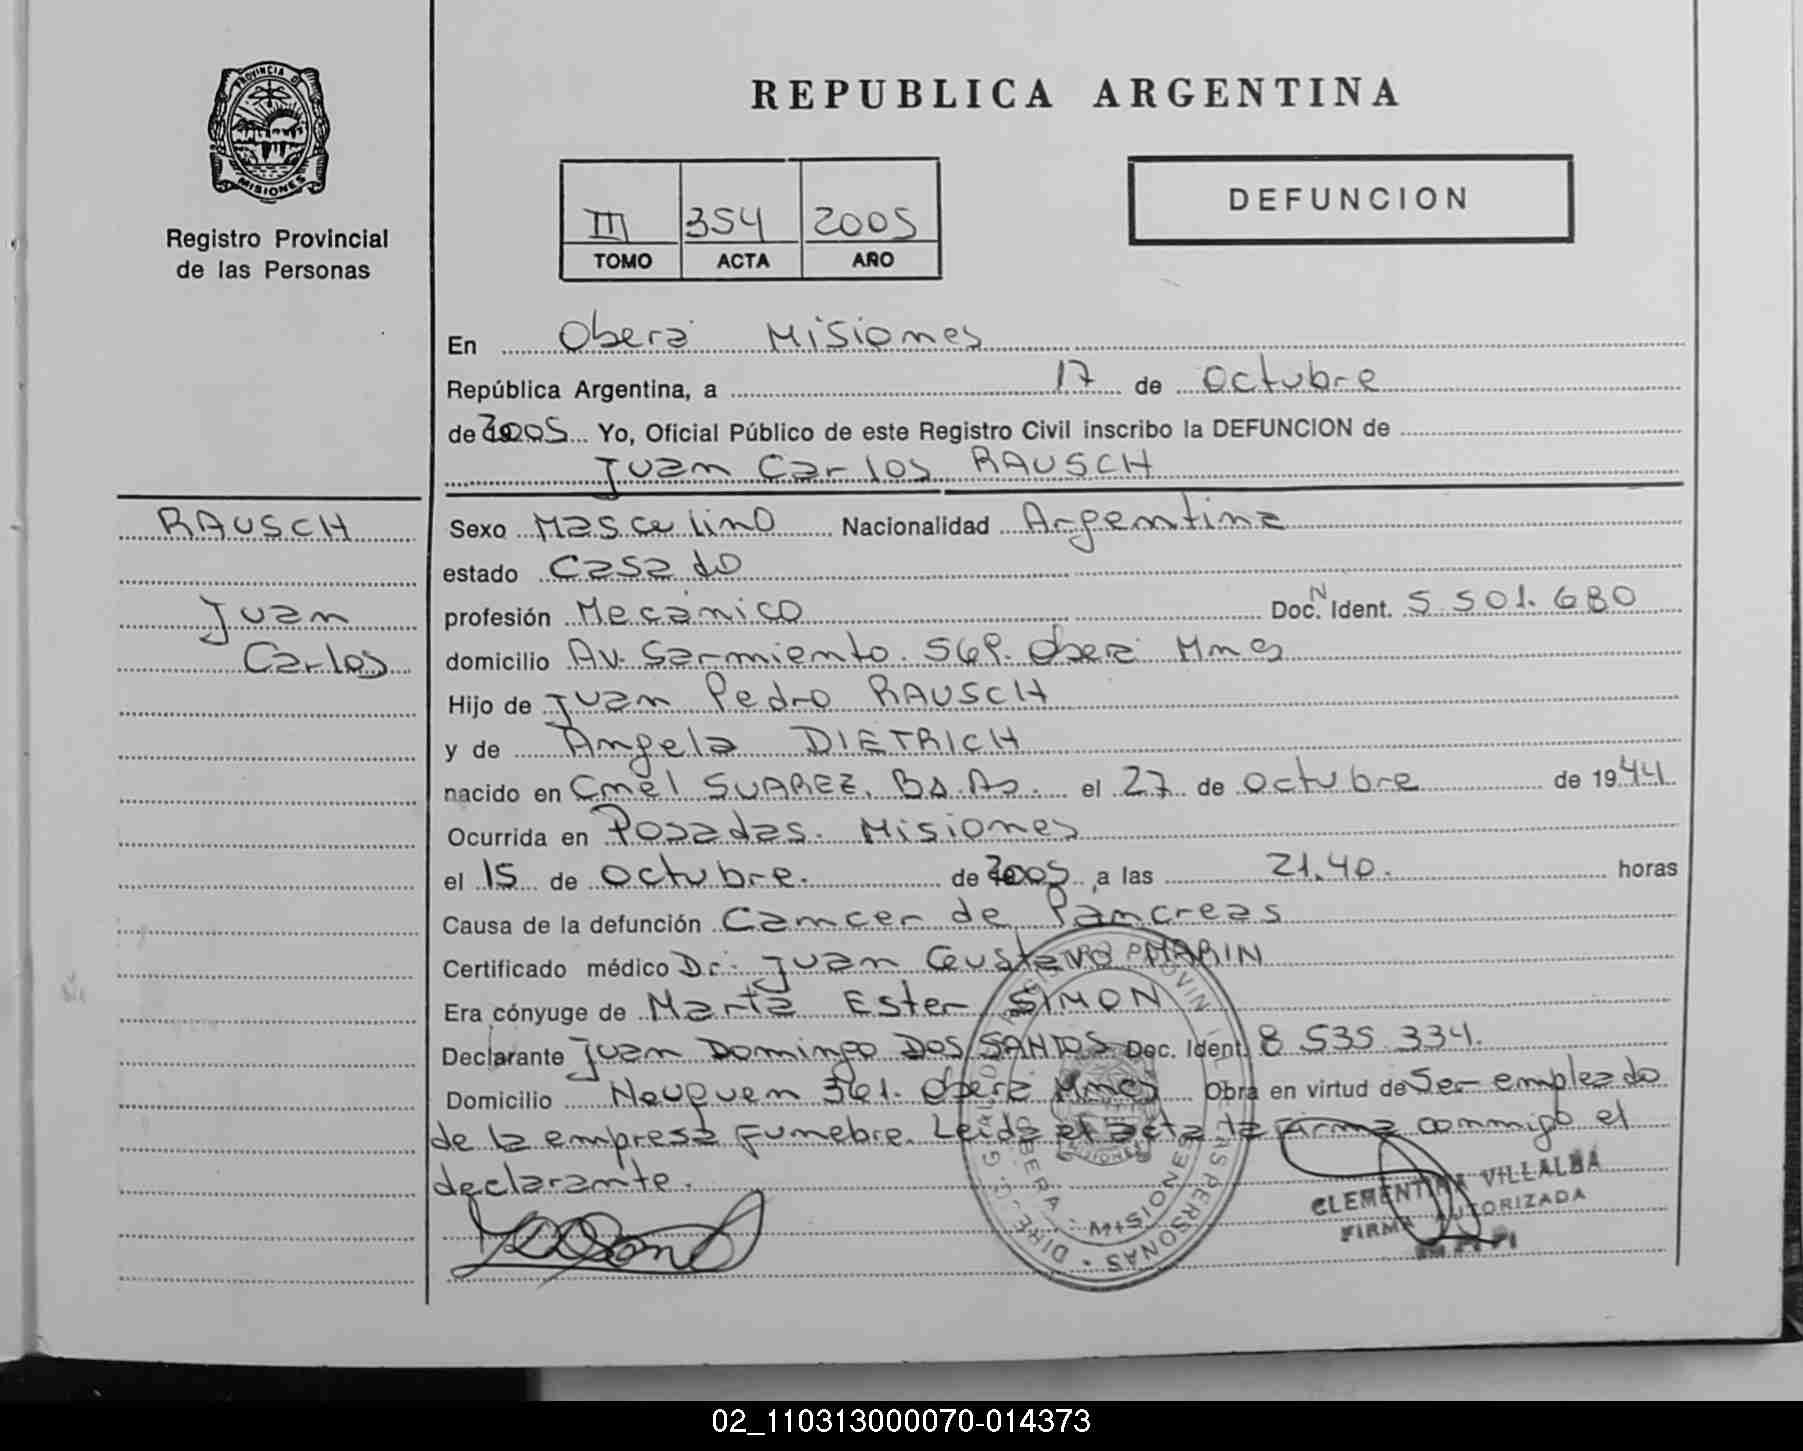 PROVINCIA DE
MISIONES
Registro Provincial
de las Personas
REPUBLICA ARGENTINA
III 354 2005
TOMO ACTA AÑO
DEFUNCION
En Oberá Misiones
República Argentina, a 17 de octubre
de 2005 Yo, Oficial Público de este Registro Civil inscribo la DEFUNCION de
Juan Carlos RAUSCH
RAUSCH
Juan
Carlos
Sexo Masculino Nacionalidad Argentina
estado Casado
profesión Mecánico Doc. N Ident. 5.501.680
domicilio Av. Sarmiento. 569. Oberá Mnes
Hijo de Juan Pedro RAUSCH
y de Angela DIETRICH
nacido en Cnel SUAREZ. Bs.As. el 27 de octubre de 1944
Ocurrida en Posadas. Misiones
el 15 de octubre. de 2005, a las 21.40. horas
Causa de la defunción Cancer de Pancreas
Certificado médico Dr. Juan Gustavo MARIN
Era cónyuge de Marta Ester SIMON
Declarante Juan Domingo DOS SANTOS Doc. Ident. 8.535.334.
Domicilio Neuquen 361. Oberá Mnes Obra en virtud de Ser empleado
de la empresa Funebre. Leida el acta la firma conmigo el
declarante.
OBERA - MISIONES
CLEMENTINA VILLALBA
FIRMA AUTORIZADA
02_110313000070-014373